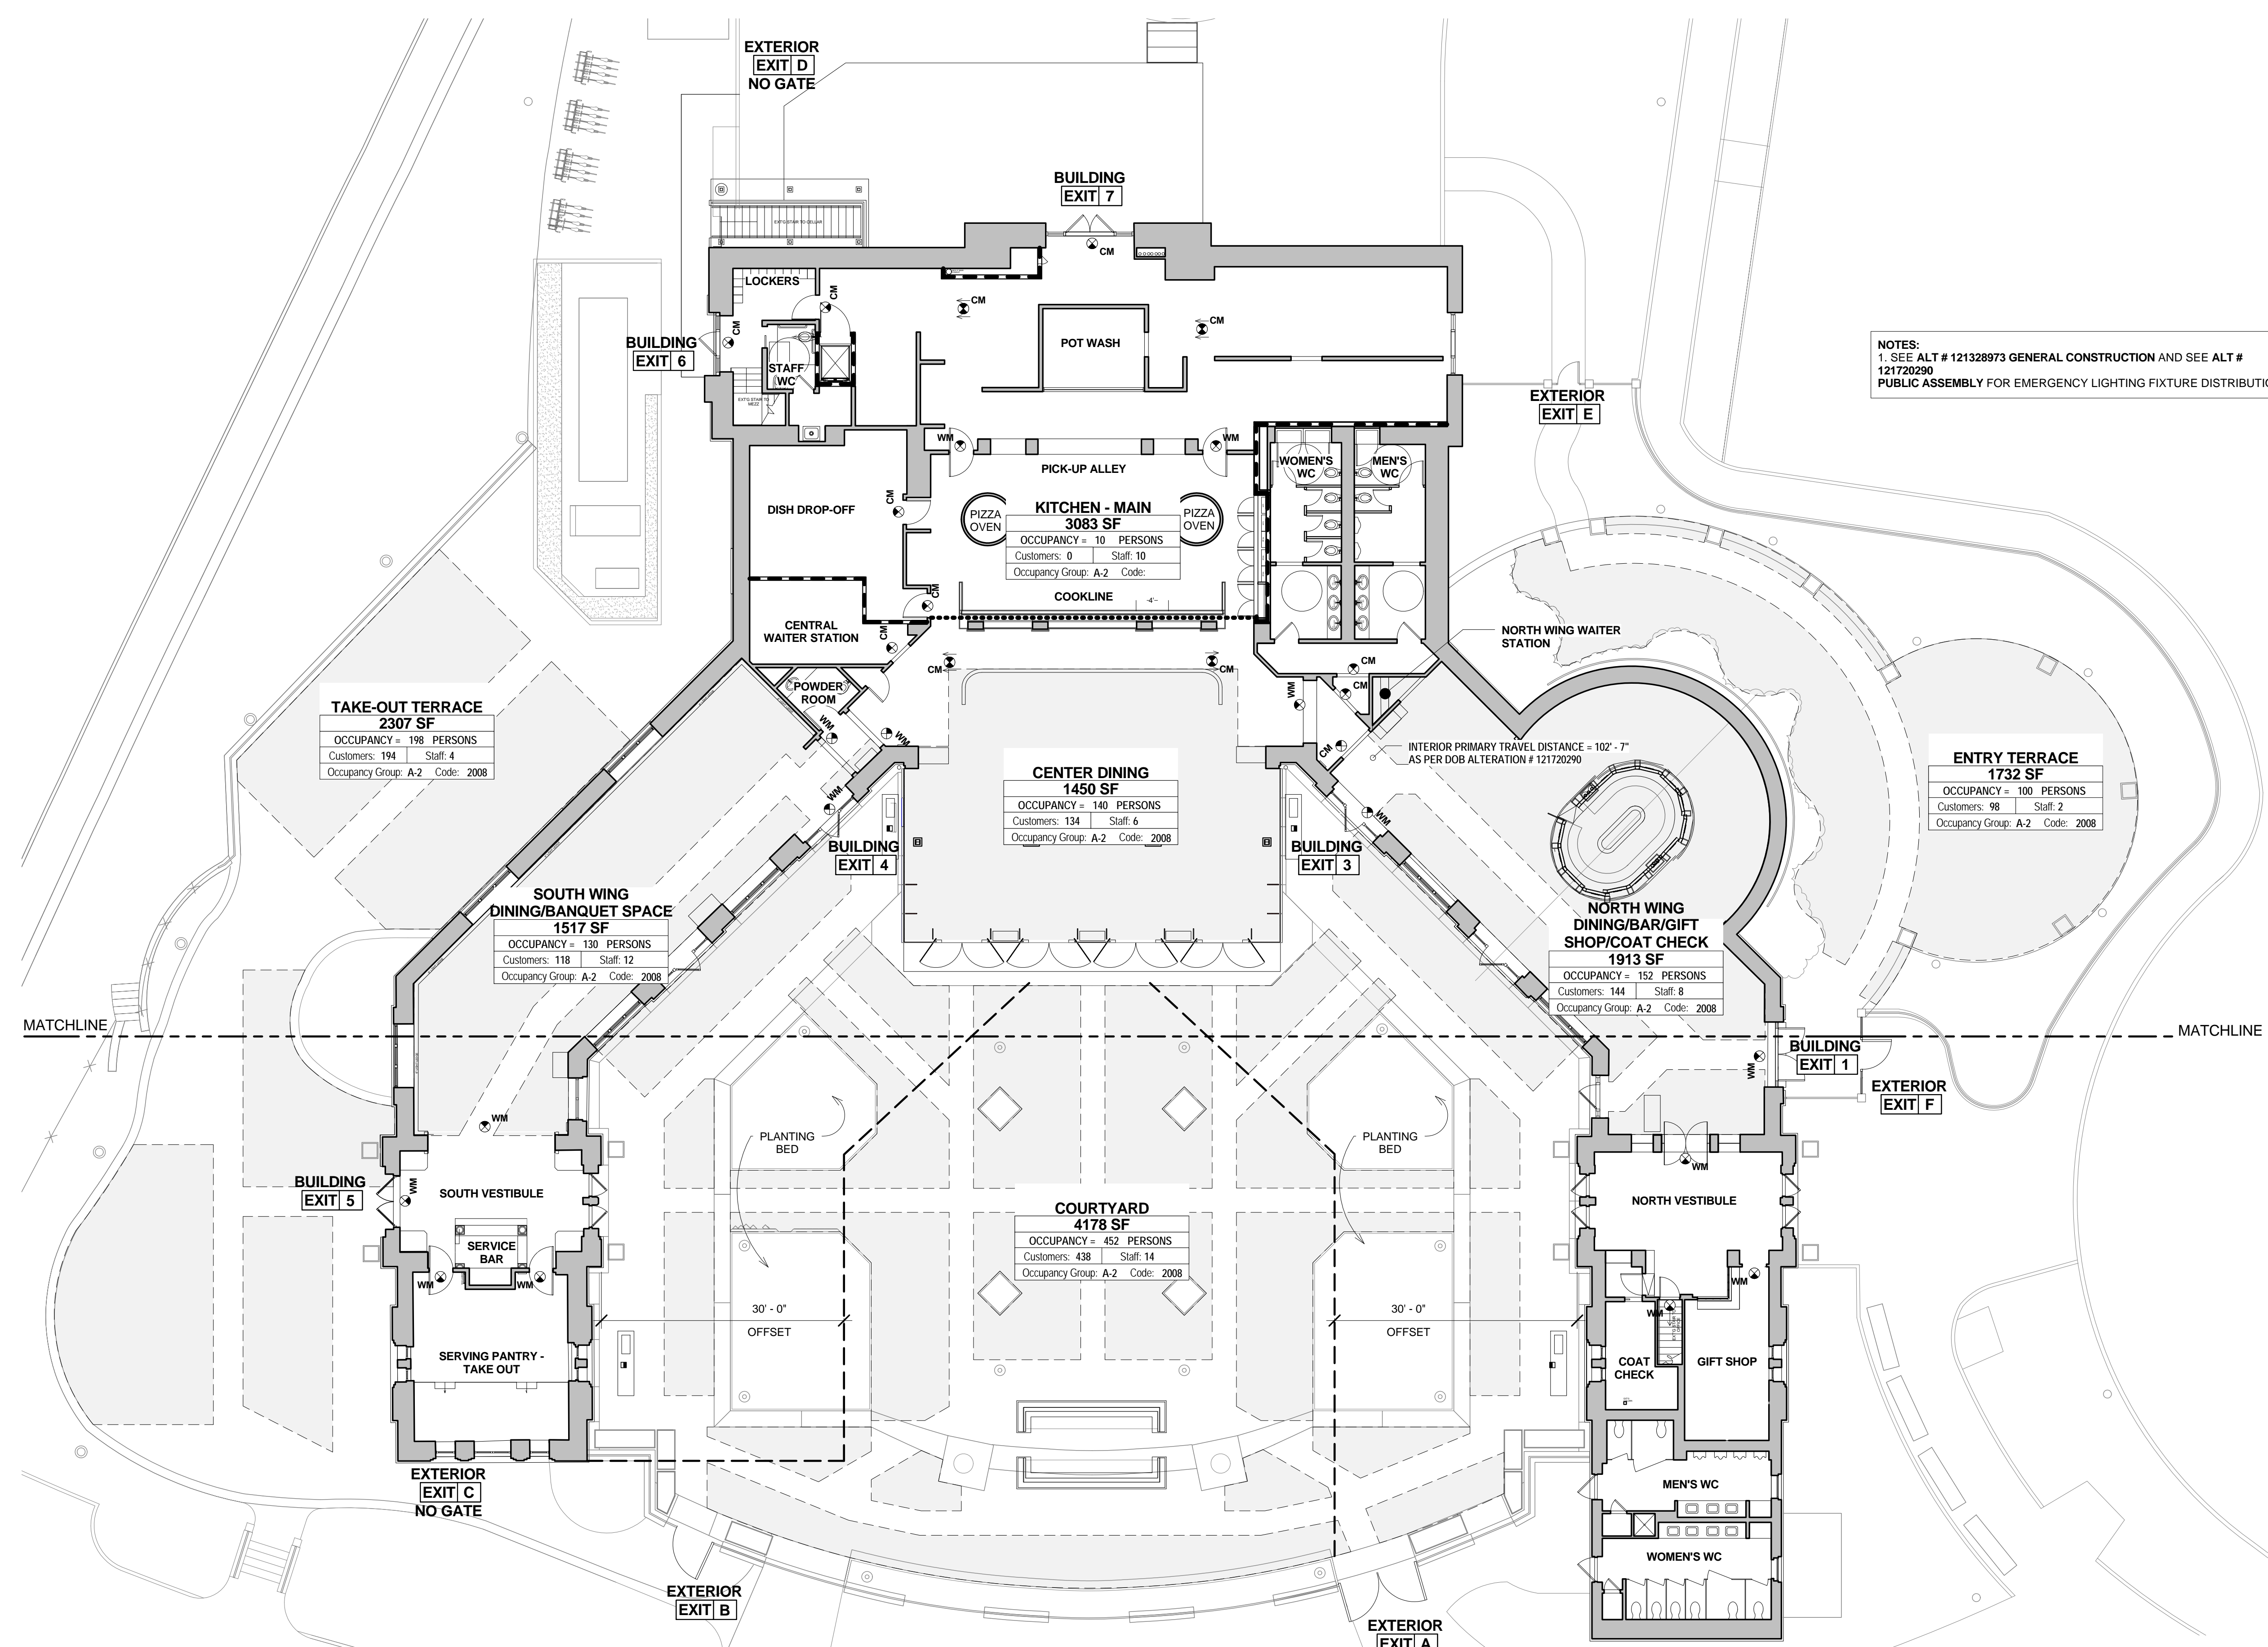 EXTERIOR
EXIT D
NO GATE
BUILDING
EXIT 7
EXT'G STAIR TO CELLAR
LOCKERS
CM
CM
CM
CM
CM
BUILDING
EXIT 6
STAFF
WC
EXT'G STAIR TO
MEZZ
POT WASH
NOTES:
1. SEE ALT # 121328973 GENERAL CONSTRUCTION AND SEE ALT #
121720290
PUBLIC ASSEMBLY FOR EMERGENCY LIGHTING FIXTURE DISTRIBUTI
EXTERIOR
EXIT E
WM
WM
PICK-UP ALLEY
WOMEN'S
WC
MEN'S
WC
DISH DROP-OFF
CM
PIZZA
OVEN
PIZZA
OVEN
KITCHEN - MAIN
3083 SF
OCCUPANCY = 10 PERSONS
Customers: 0 Staff: 10
Occupancy Group: A-2 Code:
COOKLINE
-4'-
CM
CENTRAL
WAITER STATION
CM
CM
CM
CM
CM
NORTH WING WAITER
STATION
POWDER
ROOM
WM
WM
WM
CM
INTERIOR PRIMARY TRAVEL DISTANCE = 102' - 7"
AS PER DOB ALTERATION # 121720290
TAKE-OUT TERRACE
2307 SF
OCCUPANCY = 198 PERSONS
Customers: 194 Staff: 4
Occupancy Group: A-2 Code: 2008
CENTER DINING
1450 SF
OCCUPANCY = 140 PERSONS
Customers: 134 Staff: 6
Occupancy Group: A-2 Code: 2008
ENTRY TERRACE
1732 SF
OCCUPANCY = 100 PERSONS
Customers: 98 Staff: 2
Occupancy Group: A-2 Code: 2008
WM
WM
BUILDING
EXIT 4
BUILDING
EXIT 3
SOUTH WING
DINING/BANQUET SPACE
1517 SF
OCCUPANCY = 130 PERSONS
Customers: 118 Staff: 12
Occupancy Group: A-2 Code: 2008
NORTH WING
DINING/BAR/GIFT
SHOP/COAT CHECK
1913 SF
OCCUPANCY = 152 PERSONS
Customers: 144 Staff: 8
Occupancy Group: A-2 Code: 2008
MATCHLINE
MATCHLINE
BUILDING
EXIT 1
WM
EXTERIOR
EXIT F
WM
PLANTING
BED
PLANTING
BED
WM
BUILDING
EXIT 5
WM
SOUTH VESTIBULE
NORTH VESTIBULE
SERVICE
BAR
WM
WM
COURTYARD
4178 SF
OCCUPANCY = 452 PERSONS
Customers: 438 Staff: 14
Occupancy Group: A-2 Code: 2008
WM
WM
30' - 0"
OFFSET
30' - 0"
OFFSET
SERVING PANTRY -
TAKE OUT
COAT
CHECK
GIFT SHOP
EXTERIOR
EXIT C
NO GATE
MEN'S WC
WOMEN'S WC
EXTERIOR
EXIT B
EXTERIOR
EXIT A